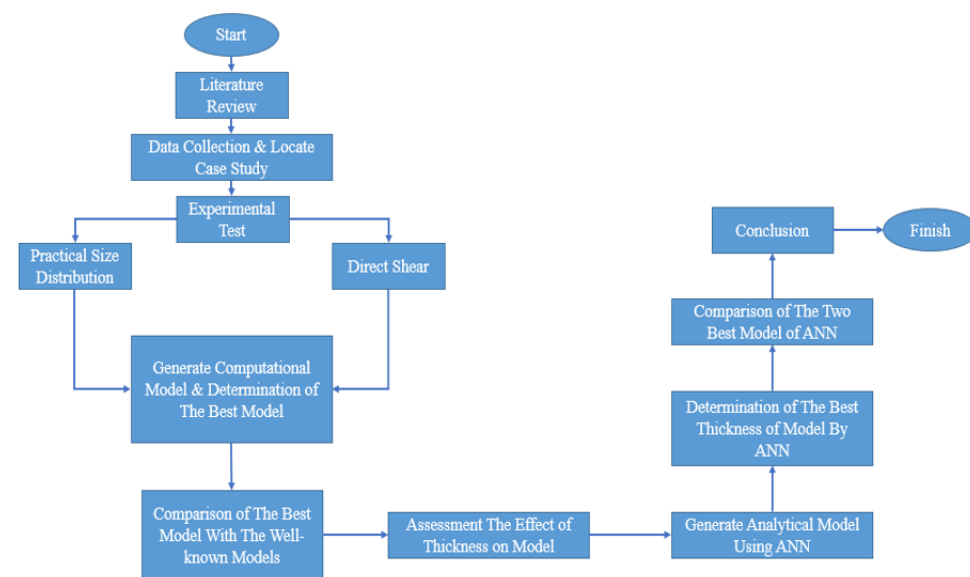 Start
Literature
Review
Data Collection & Locate
Case Study
Experimental
Test
Practical Size
Distribution
Direct Shear
Generate Computational
Model & Determination of
The Best Model
Comparison of The Best
Model With The Well-
known Models
Assessment The Effect of
Thickness on Model
Generate Analytical Model
Using ANN
Determination of The Best
Thickness of Model By
ANN
Comparison of The Two
Best Model of ANN
Conclusion
Finish